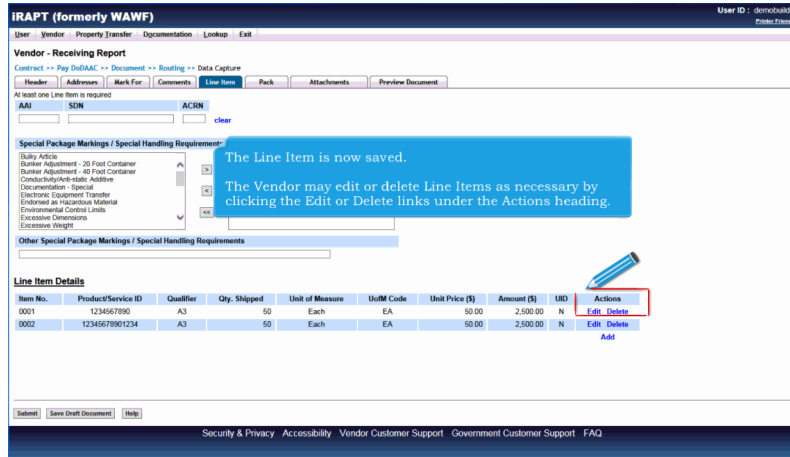 User ID : demobuild
iRAPT (formerly WAWF)
Printer Frien
User Vendor Property Transfer Documentation Lookup Exit
Vendor - Receiving Report
Contract >> Pay DoDAAC >> Document >> Routing >> Data Capture
Header Addresses Mark For Comments Line Item Pack Attachments Preview Document
At least one Line Item is required
AAI SDN ACRN
clear
Special Package Markings / Special Handling Requirements
Bulky Article
Bunker Adjustment - 20 Foot Container
Bunker Adjustment - 40 Foot Container
Conductivity/Anti-static Additive
Documentation - Special
Electronic Equipment Transfer
Endorsed as Hazardous Material
Environmental Control Limits
Excessive Dimensions
Excessive Weight
>
<
<<
The Line Item is now saved.
The Vendor may edit or delete Line Items as necessary by
clicking the Edit or Delete links under the Actions heading.
Other Special Package Markings / Special Handling Requirements
Line Item Details
Item No. Product/Service ID Qualifier Qty. Shipped Unit of Measure UofM Code Unit Price ($) Amount ($) UID Actions
0001 1234567890 A3 50 Each EA 50.00 2,500.00 N Edit Delete
0002 12345678901234 A3 50 Each EA 50.00 2,500.00 N Edit Delete
Add
Submit Save Draft Document Help
Security & Privacy Accessibility Vendor Customer Support Government Customer Support FAQ